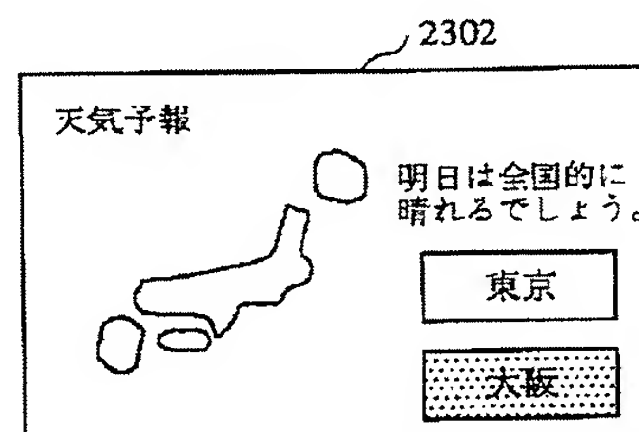 2302
天気予報
明日は全国的に
晴れるでしょう。
東京
大阪